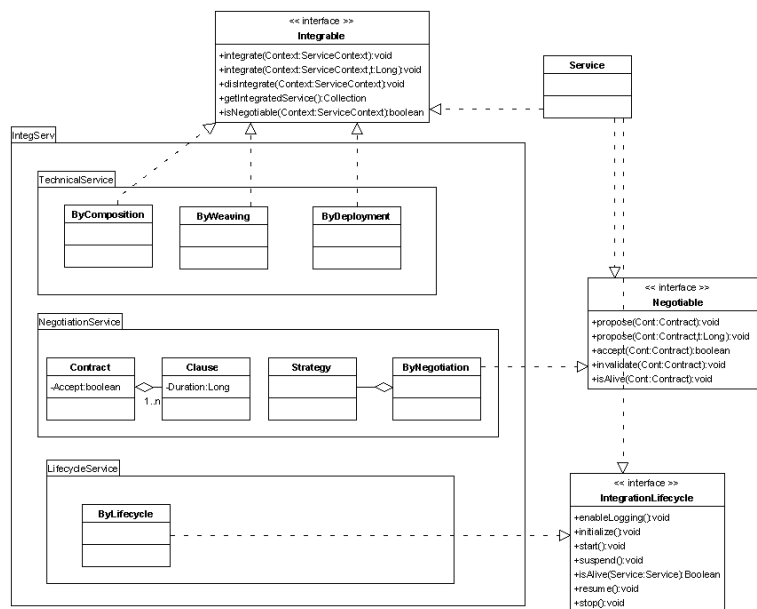 << interface >>
Integrable
+integrate(Context:ServiceContext):void
+integrate(Context:ServiceContext,t:Long):void
+disIntegrate(Context:ServiceContext):void
+getIntegratedService():Collection
+isNegotiable(Context:ServiceContext):boolean
Service
IntegServ
TechnicalService
ByComposition
ByWeaving
ByDeployment
<< interface >>
Negotiable
+propose(Cont:Contract):void
+propose(Cont:Contract,t:Long):void
+accept(Cont:Contract):boolean
+invalidate(Cont:Contract):void
+isAlive(Cont:Contract):void
NegotiationService
Contract
-Accept:boolean
1..n
Clause
-Duration:Long
Strategy
ByNegotiation
LifecycleService
ByLifecycle
<< interface >>
IntegrationLifecycle
+enableLogging():void
+initialize():void
+start():void
+suspend():void
+isAlive(Service:Service):Boolean
+resume():void
+stop():void